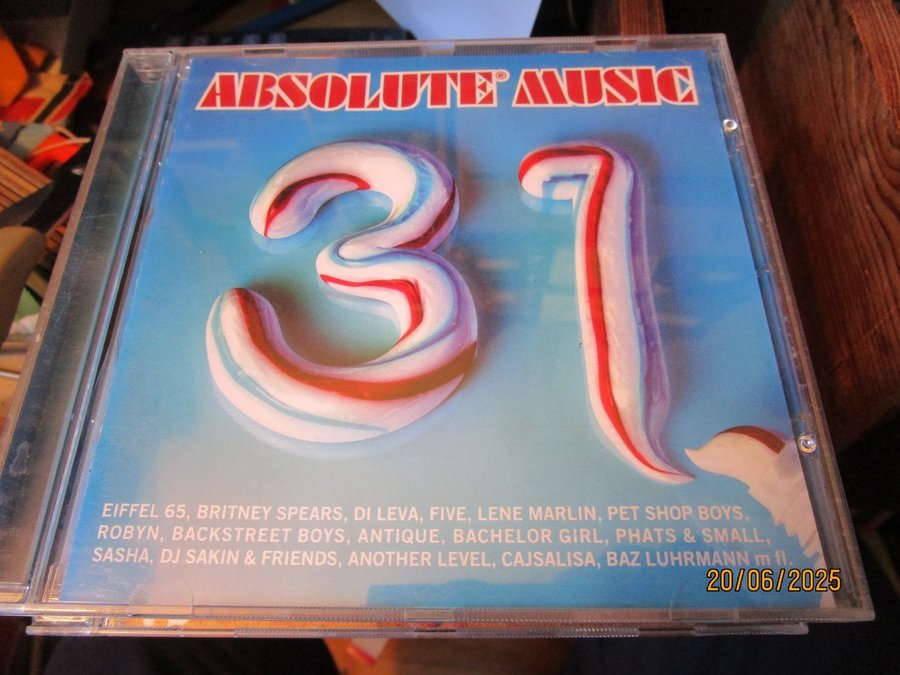 ABSOLUTE® MUSIC
31
EIFFEL 65, BRITNEY SPEARS, DI LEVA, FIVE, LENE MARLIN, PET SHOP BOYS,
ROBYN, BACKSTREET BOYS, ANTIQUE, BACHELOR GIRL, PHATS & SMALL,
SASHA, DJ SAKIN & FRIENDS, ANOTHER LEVEL, CAJSALISA, BAZ LUHRMANN m fl.
20/06/2025